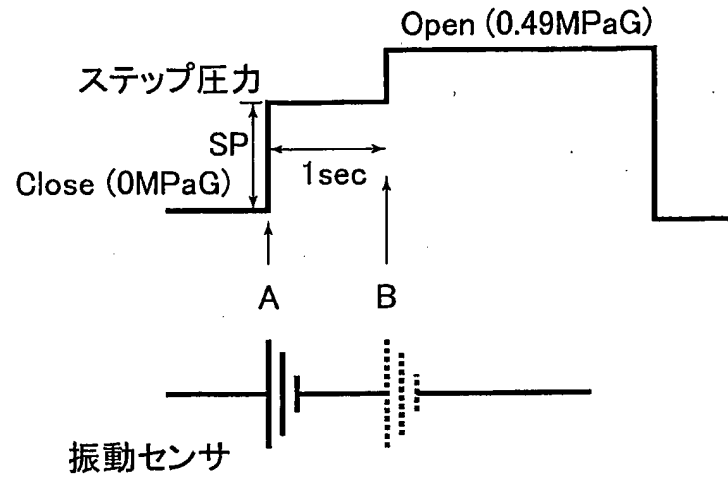 Open (0.49MPaG)
ステップ圧力
SP
1sec
Close (0MPaG)
A
B
振動センサ